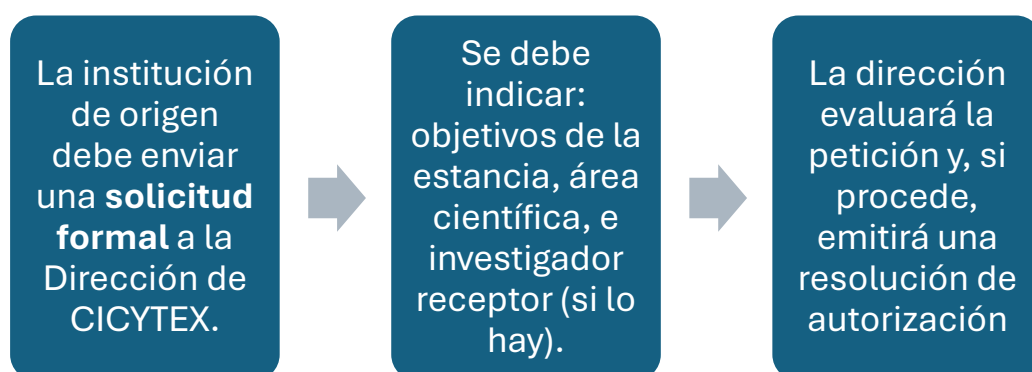 La institución
de origen
debe enviar
una solicitud
formal a la
Dirección de
CICYTEX.
Se debe
indicar:
objetivos de la
estancia, área
científica, e
investigador
receptor (si lo
hay).
La dirección
evaluará la
petición y, si
procede,
emitirá una
resolución de
autorización